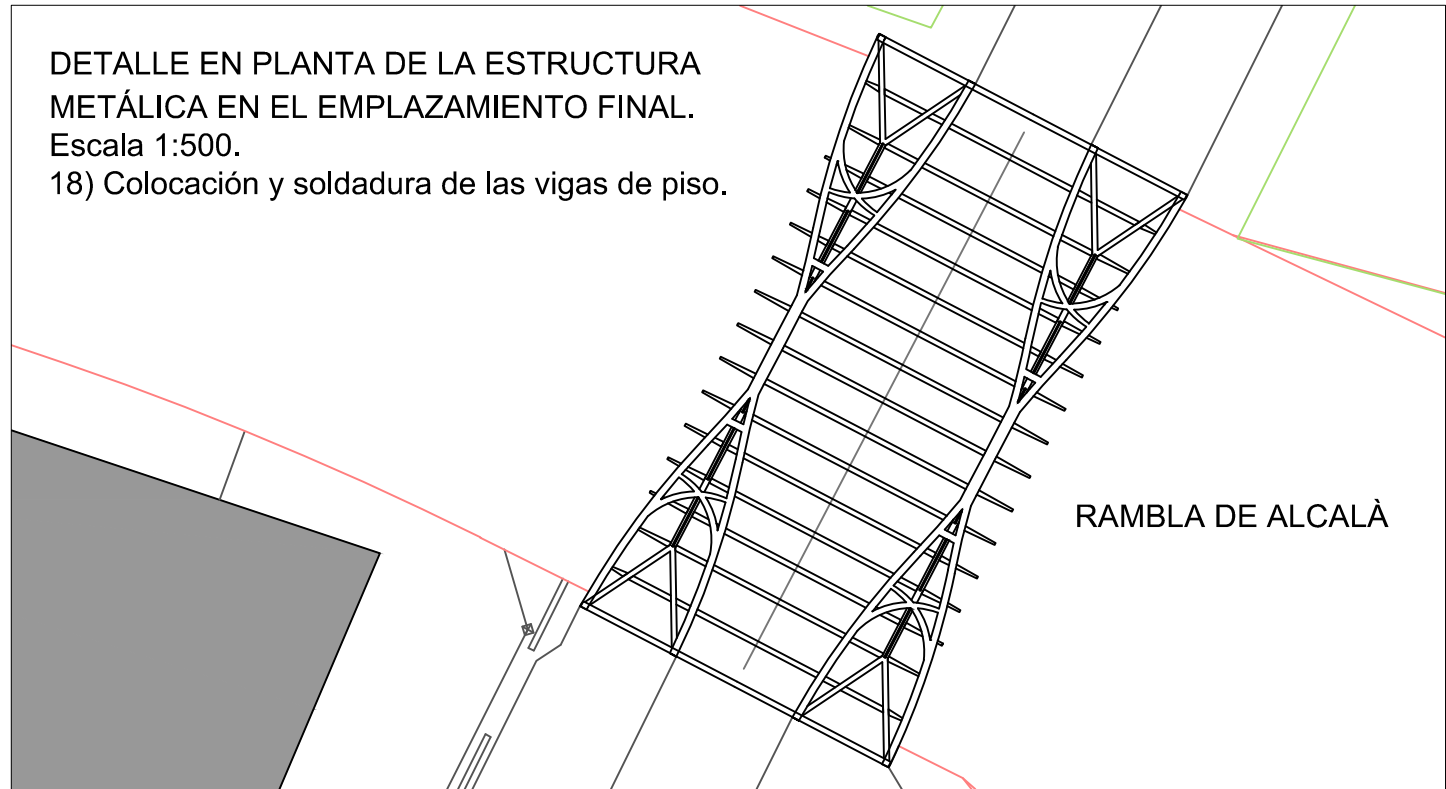 DETALLE EN PLANTA DE LA ESTRUCTURA
METÁLICA EN EL EMPLAZAMIENTO FINAL.
Escala 1:500.
18) Colocación y soldadura de las vigas de piso.
RAMBLA DE ALCALÀ